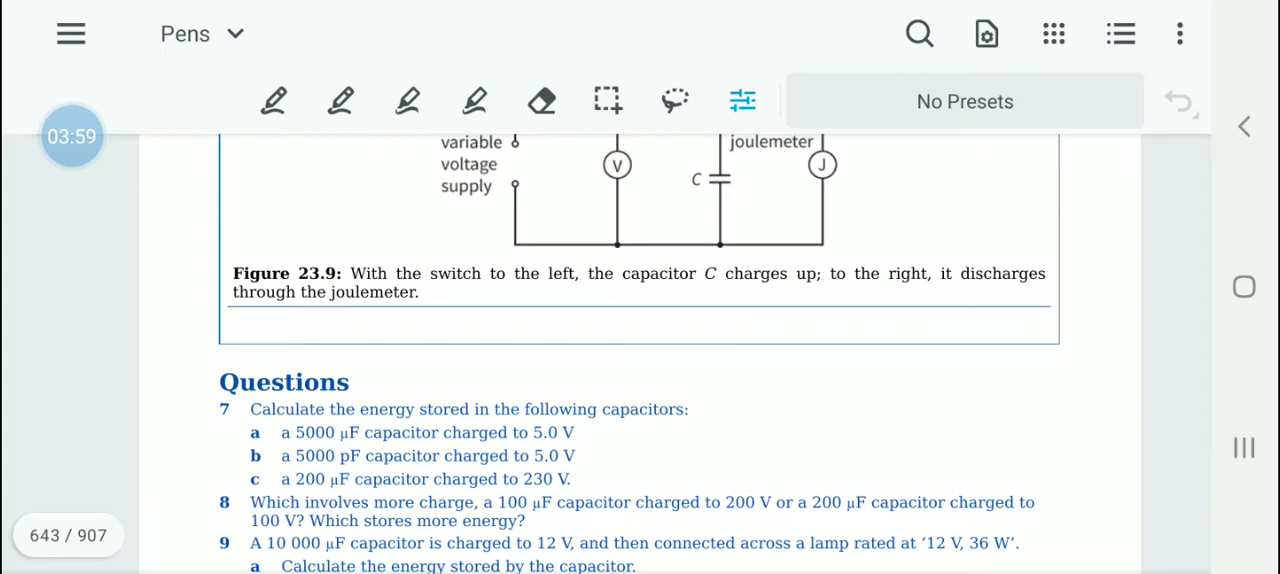 Pens
No Presets
03:59
variable
voltage
supply
V
C
joulemeter
J
Figure 23.9: With the switch to the left, the capacitor C charges up; to the right, it discharges
through the joulemeter.
Questions
7 Calculate the energy stored in the following capacitors:
a a 5000 µF capacitor charged to 5.0 V
b a 5000 pF capacitor charged to 5.0 V
c a 200 µF capacitor charged to 230 V.
8 Which involves more charge, a 100 µF capacitor charged to 200 V or a 200 µF capacitor charged to
100 V? Which stores more energy?
643 / 907
9 A 10 000 µF capacitor is charged to 12 V, and then connected across a lamp rated at ‘12 V, 36 W’.
a Calculate the energy stored by the capacitor.